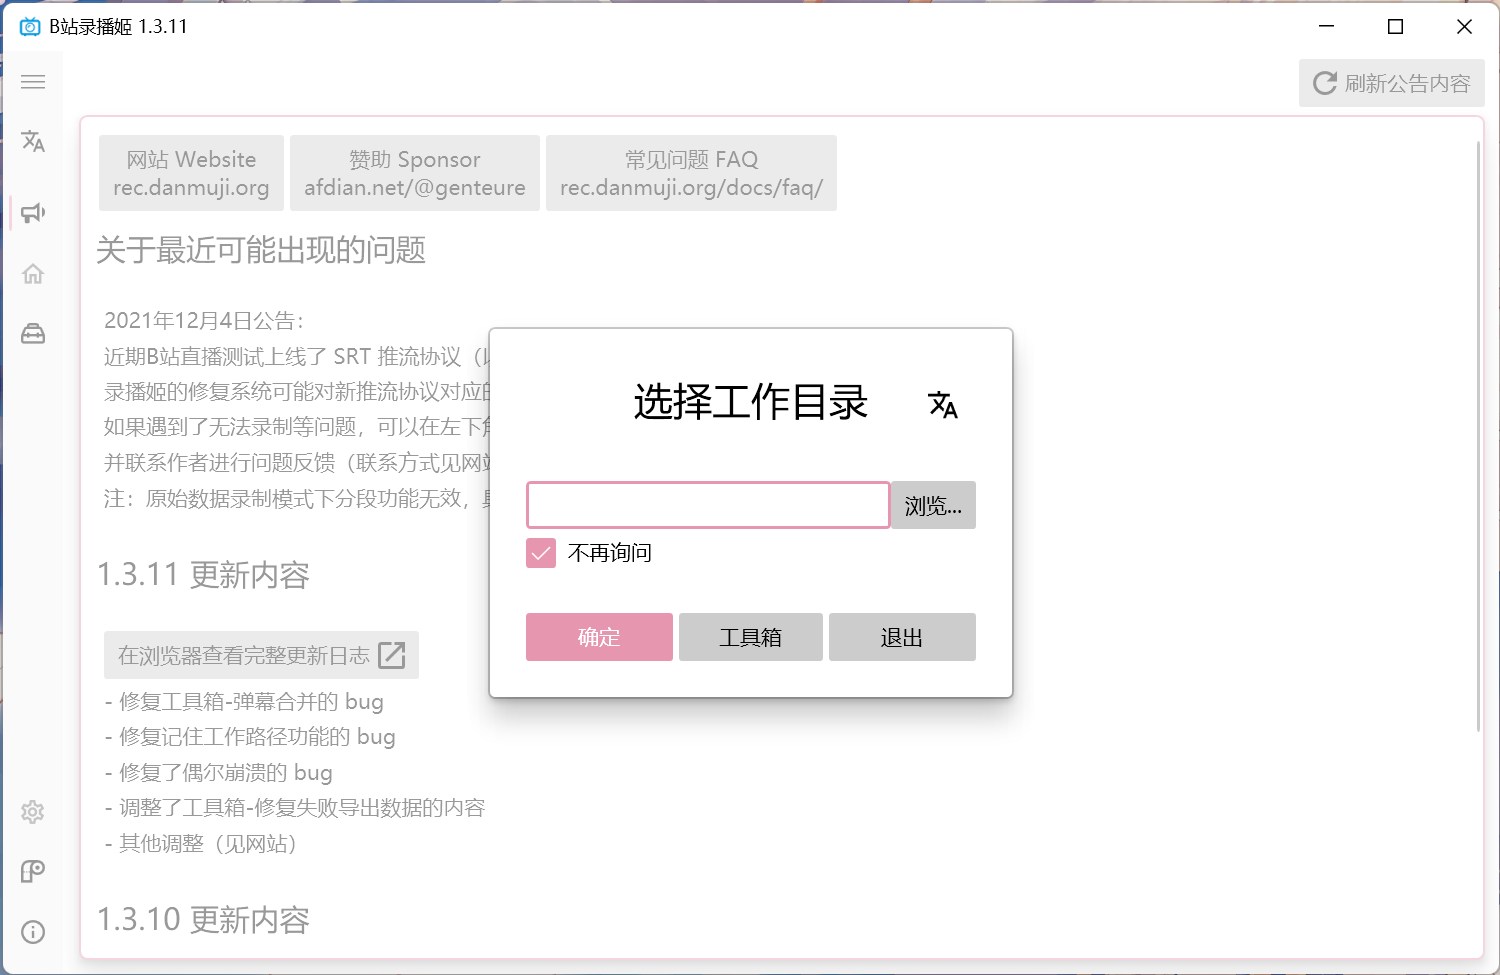 B站录播姬 1.3.11
刷新公告内容
网站 Website
rec.danmuji.org
赞助 Sponsor
afdian.net/@genteure
常见问题 FAQ
rec.danmuji.org/docs/faq/
关于最近可能出现的问题
2021年12月4日公告：
近期B站直播测试上线了 SRT 推流协议（
录播姬的修复系统可能对新推流协议对应的
如果遇到了无法录制等问题，可以在左下
并联系作者进行问题反馈（联系方式见网站
注：原始数据录制模式下分段功能无效，
1.3.11 更新内容
在浏览器查看完整更新日志
- 修复工具箱-弹幕合并的 bug
- 修复记住工作路径功能的 bug
- 修复了偶尔崩溃的 bug
- 调整了工具箱-修复失败导出数据的内容
- 其他调整（见网站）
1.3.10 更新内容
选择工作目录
浏览...
不再询问
确定
工具箱
退出